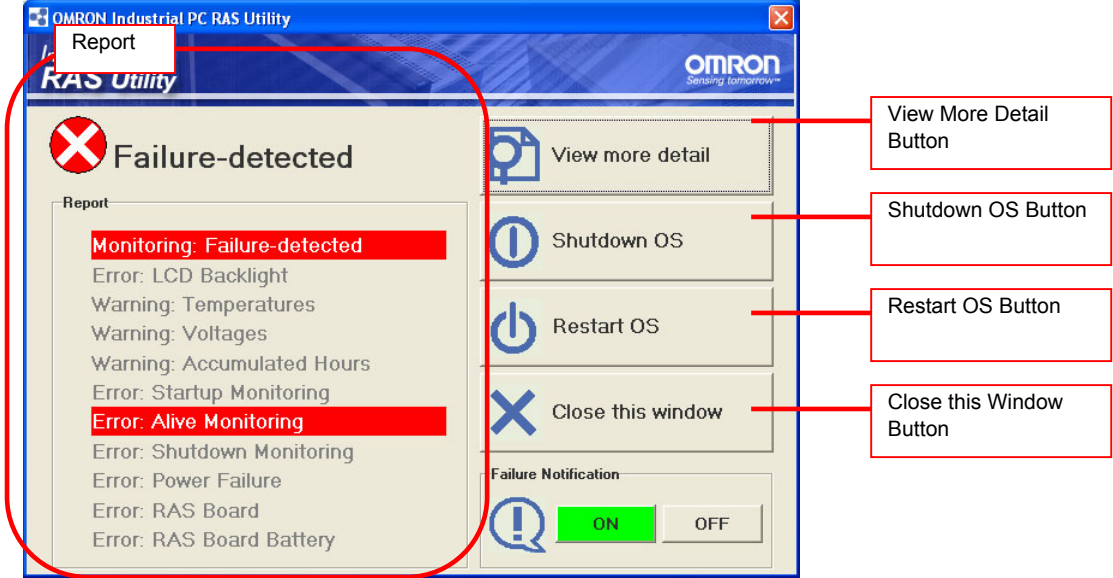 OMRON Industrial PC RAS Utility
Report
RAS Utility
OMRON
Sensing tomorrow™
Failure-detected
Report
Monitoring: Failure-detected
Error: LCD Backlight
Warning: Temperatures
Warning: Voltages
Warning: Accumulated Hours
Error: Startup Monitoring
Error: Alive Monitoring
Error: Shutdown Monitoring
Error: Power Failure
Error: RAS Board
Error: RAS Board Battery
View more detail
Shutdown OS
Restart OS
Close this window
Failure Notification
ON
OFF
View More Detail
Button
Shutdown OS Button
Restart OS Button
Close this Window
Button